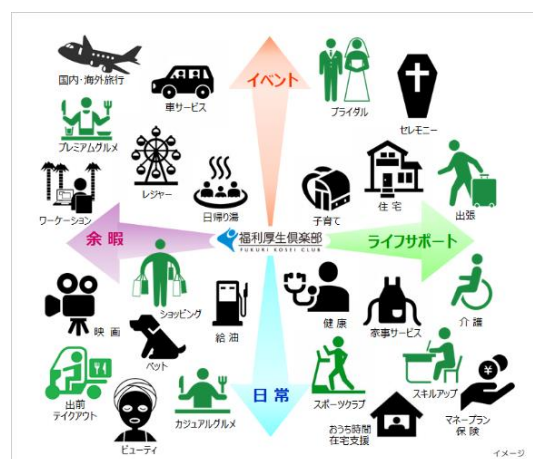 国内・海外旅行
車サービス
イベント
ブライダル
セレモニー
プレミアムグルメ
レジャー
日帰り湯
子育て
住宅
出張
ワーケーション
余暇
福利厚生倶楽部
FUKURI KOSEI CLUB
ライフサポート
映画
ショッピング
給油
健康
家事サービス
介護
ペット
出前
テイクアウト
ビューティ
カジュアルグルメ
日常
スポーツクラブ
おうち時間
在宅支援
スキルアップ
¥
マネープラン
保険
イメージ